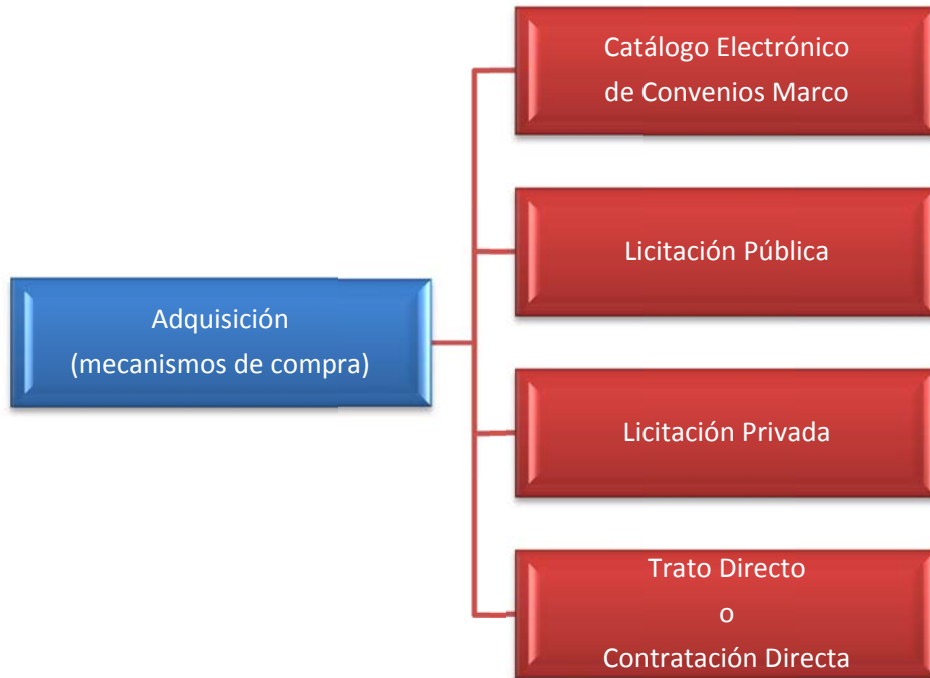 Catálogo Electrónico
de Convenios Marco
Licitación Pública
Adquisición
(mecanismos de compra)
Licitación Privada
Trato Directo
o
Contratación Directa